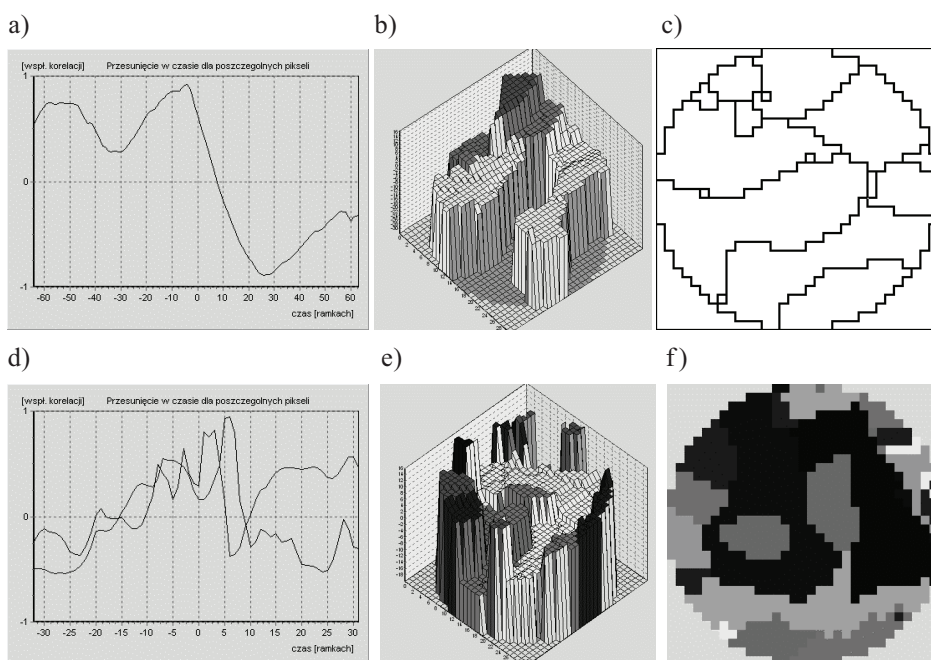 a)
b)
c)
[wspł. korelacji] Przesunięcie w czasie dla poszczegolnych pikseli
1
0
-1
-60 -50 -40 -30 -20 -10 0 10 20 30 40 50 60
czas [ramkach]
d)
e)
f)
[wspł. korelacji] Przesunięcie w czasie dla poszczegolnych pikseli
1
0
-1
-30 -25 -20 -15 -10 -5 0 5 10 15 20 25 30
czas [ramkach]